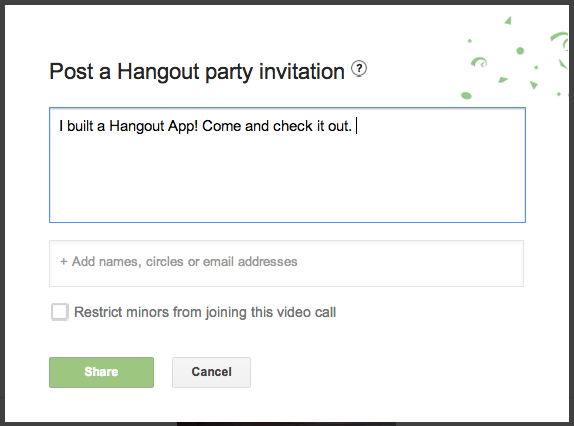 Post a Hangout party invitation ?
I built a Hangout App! Come and check it out.
+ Add names, circles or email addresses
Restrict minors from joining this video call
Share Cancel